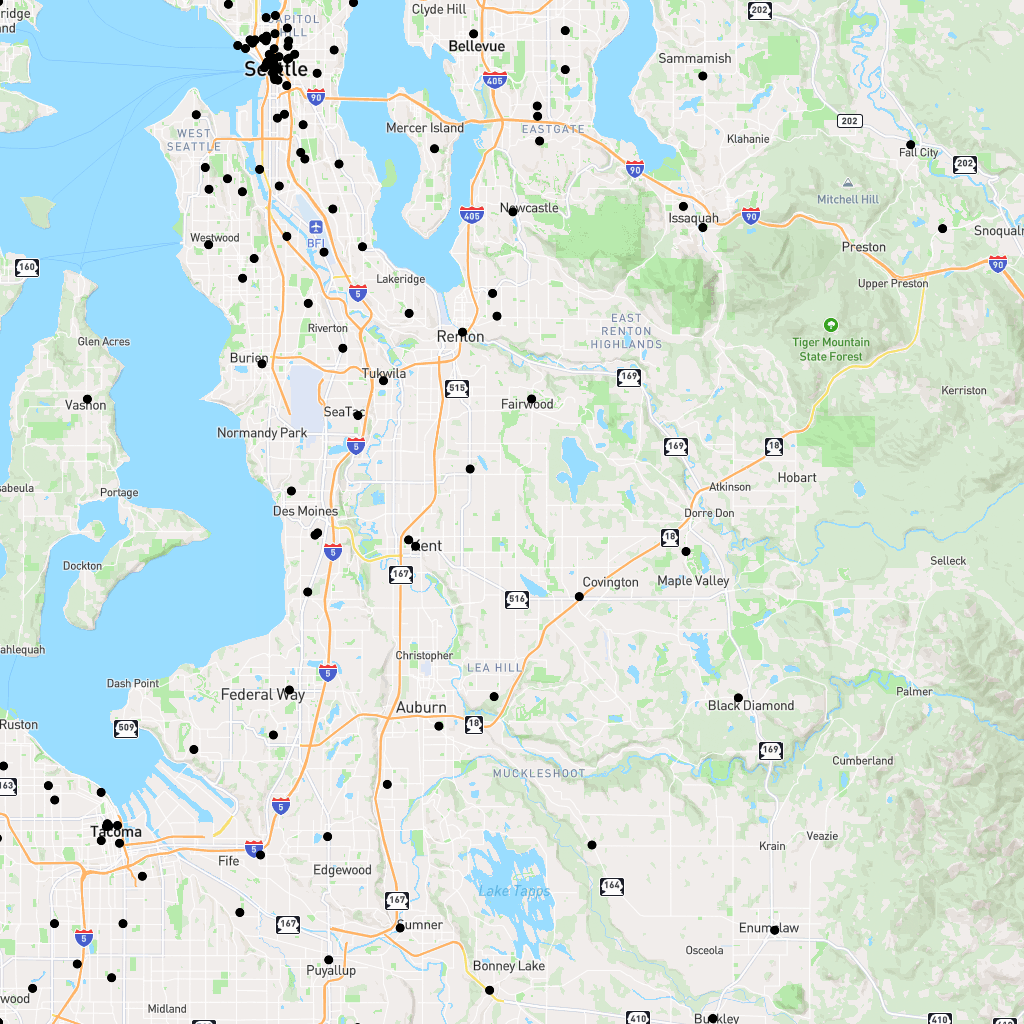 Clyde Hill
202
CAPITOL
HILL
Bellevue
Sammamish
Seattle
405
90
202
Mercer Island
EASTGATE
WEST
SEATTLE
Klahanie
Fall City
202
90
Mitchell Hill
Newcastle
405
90
Issaquah
BFI
Westwood
Preston
160
90
Lakeridge
Upper Preston
5
EAST
RENTON
HIGHLANDS
Riverton
Renton
Glen Acres
Tiger Mountain
State Forest
Burien
Tukwila
169
515
Kerriston
Vashon
Fairwood
SeaTac
Normandy Park
5
169
18
Hobart
Portage
Atkinson
Des Moines
Dorre Don
18
5
Kent
Selleck
Dockton
167
Covington
Maple Valley
516
Christopher
LEA HILL
5
Dash Point
Federal Way
Palmer
Auburn
Black Diamond
Ruston
509
18
169
Cumberland
MUCKLESHOOT
163
5
Tacoma
Veazie
Krain
5
Fife
Edgewood
Lake Tapps
164
167
167
Sumner
Enumclaw
5
Osceola
Puyallup
Bonney Lake
Midland
410
Buckley
410